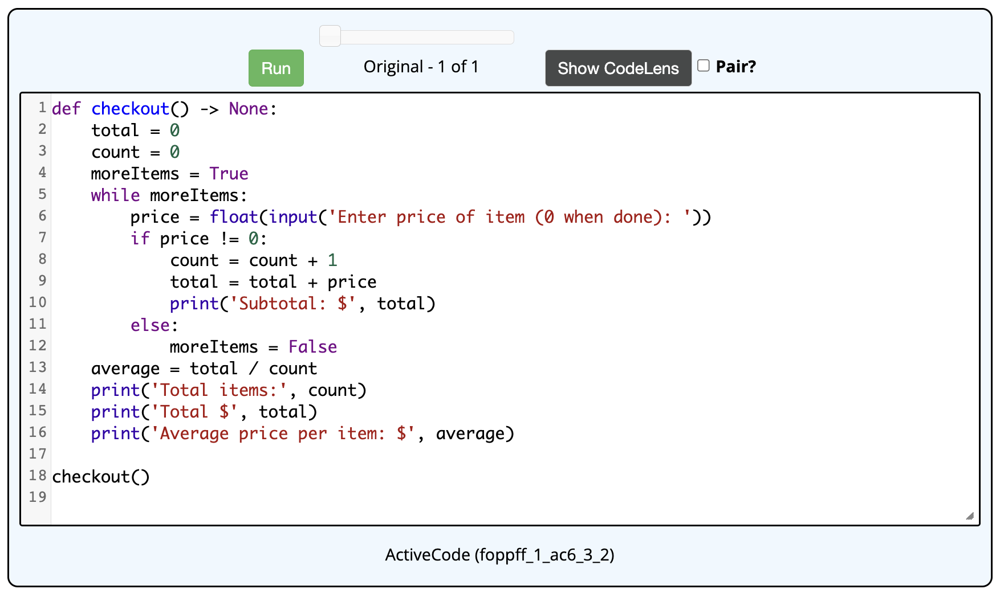 Run Original - 1 of 1 Show CodeLens Pair?
1 def checkout() -> None:
2     total = 0
3     count = 0
4     moreItems = True
5     while moreItems:
6         price = float(input('Enter price of item (0 when done): '))
7         if price != 0:
8             count = count + 1
9             total = total + price
10             print('Subtotal: $', total)
11         else:
12             moreItems = False
13     average = total / count
14     print('Total items:', count)
15     print('Total $', total)
16     print('Average price per item: $', average)
17
18 checkout()
19
ActiveCode (foppff_1_ac6_3_2)